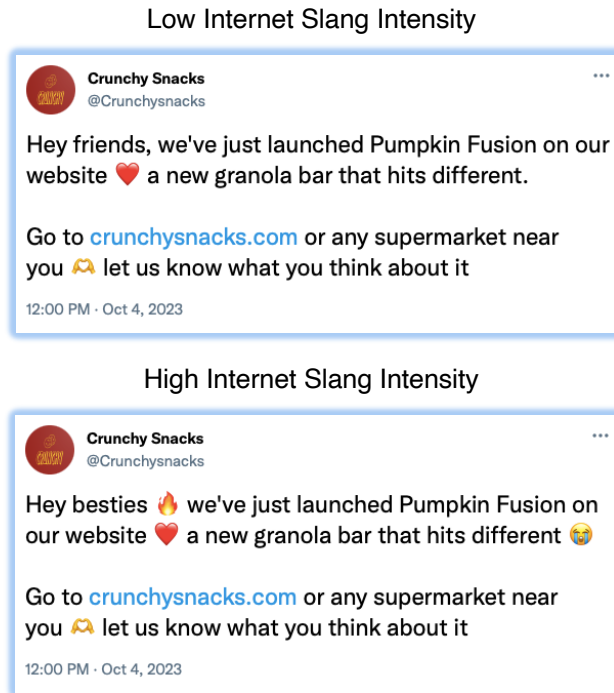 Low Internet Slang Intensity
CRUNCHY
Crunchy Snacks
@Crunchysnacks
Hey friends, we've just launched Pumpkin Fusion on our
website ❤️ a new granola bar that hits different.
Go to crunchysnacks.com or any supermarket near
you 🫶 let us know what you think about it
12:00 PM · Oct 4, 2023
High Internet Slang Intensity
CRUNCHY
Crunchy Snacks
@Crunchysnacks
Hey besties 🔥 we've just launched Pumpkin Fusion on
our website ❤️ a new granola bar that hits different 😭
Go to crunchysnacks.com or any supermarket near
you 🫶 let us know what you think about it
12:00 PM · Oct 4, 2023